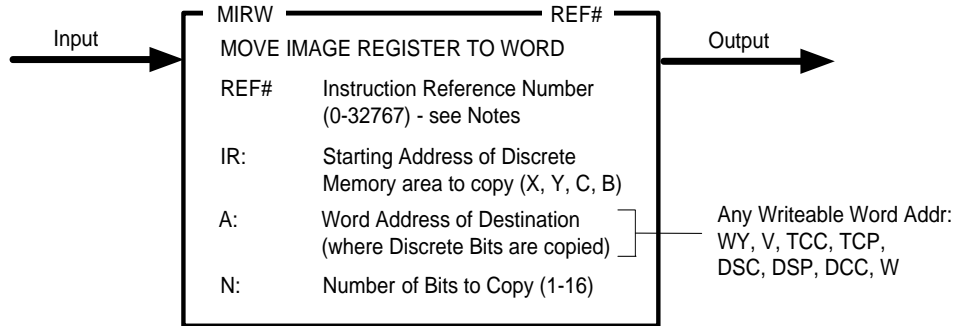 MIRW REF#
Input
Output
MOVE IMAGE REGISTER TO WORD
REF# Instruction Reference Number
(0-32767) - see Notes
IR: Starting Address of Discrete
Memory area to copy (X, Y, C, B)
A: Word Address of Destination
(where Discrete Bits are copied)
Any Writeable Word Addr:
WY, V, TCC, TCP,
DSC, DSP, DCC, W
N: Number of Bits to Copy (1-16)